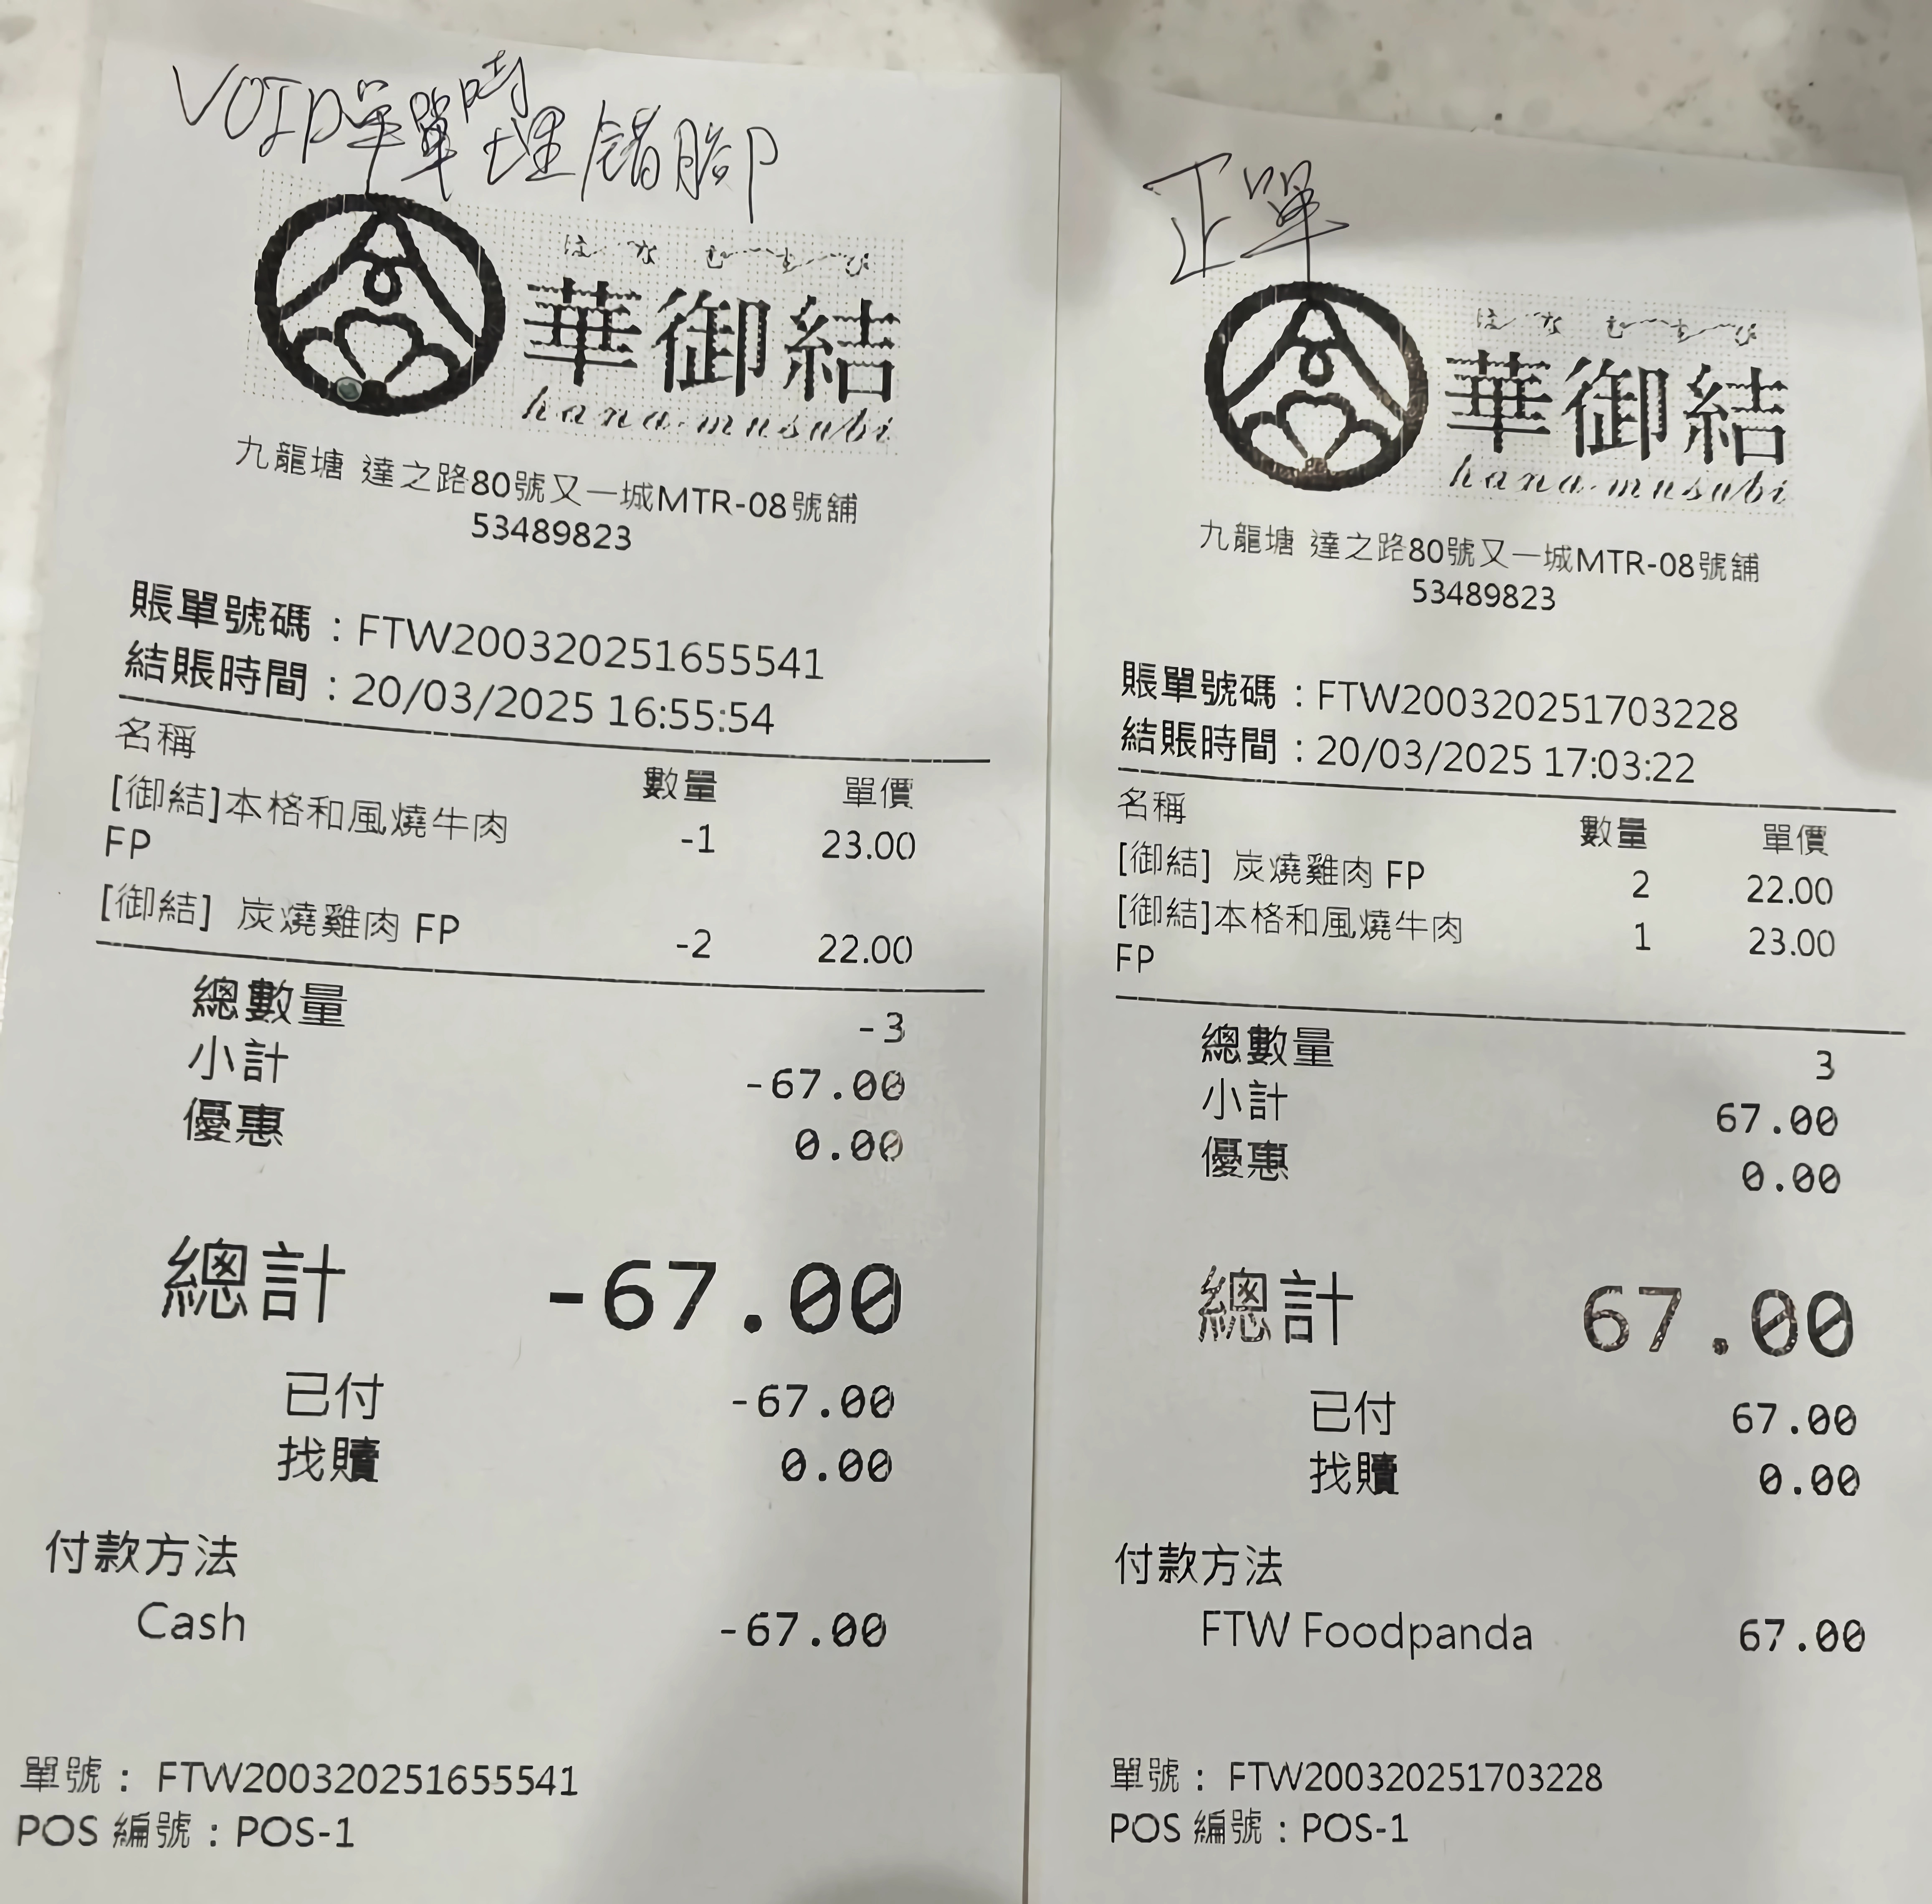 VOID單單時埋錯腳
はなむすび
華御結
hana-musubi
九龍塘 達之路80號又一城MTR-08號舖
53489823
賬單號碼：FTW200320251655541
結賬時間：20/03/2025 16:55:54
名稱 數量 單價
[御結]本格和風燒牛肉 -1 23.00
FP
[御結] 炭燒雞肉 FP -2 22.00
總數量 -3
小計 -67.00
優惠 0.00
總計 -67.00
已付 -67.00
找贖 0.00
付款方法
Cash -67.00
單號： FTW200320251655541
POS 編號：POS-1
正單
はなむすび
華御結
hana-musubi
九龍塘 達之路80號又一城MTR-08號舖
53489823
賬單號碼：FTW200320251703228
結賬時間：20/03/2025 17:03:22
名稱 數量 單價
[御結] 炭燒雞肉 FP 2 22.00
[御結]本格和風燒牛肉 1 23.00
FP
總數量 3
小計 67.00
優惠 0.00
總計 67.00
已付 67.00
找贖 0.00
付款方法
FTW Foodpanda 67.00
單號： FTW200320251703228
POS 編號：POS-1